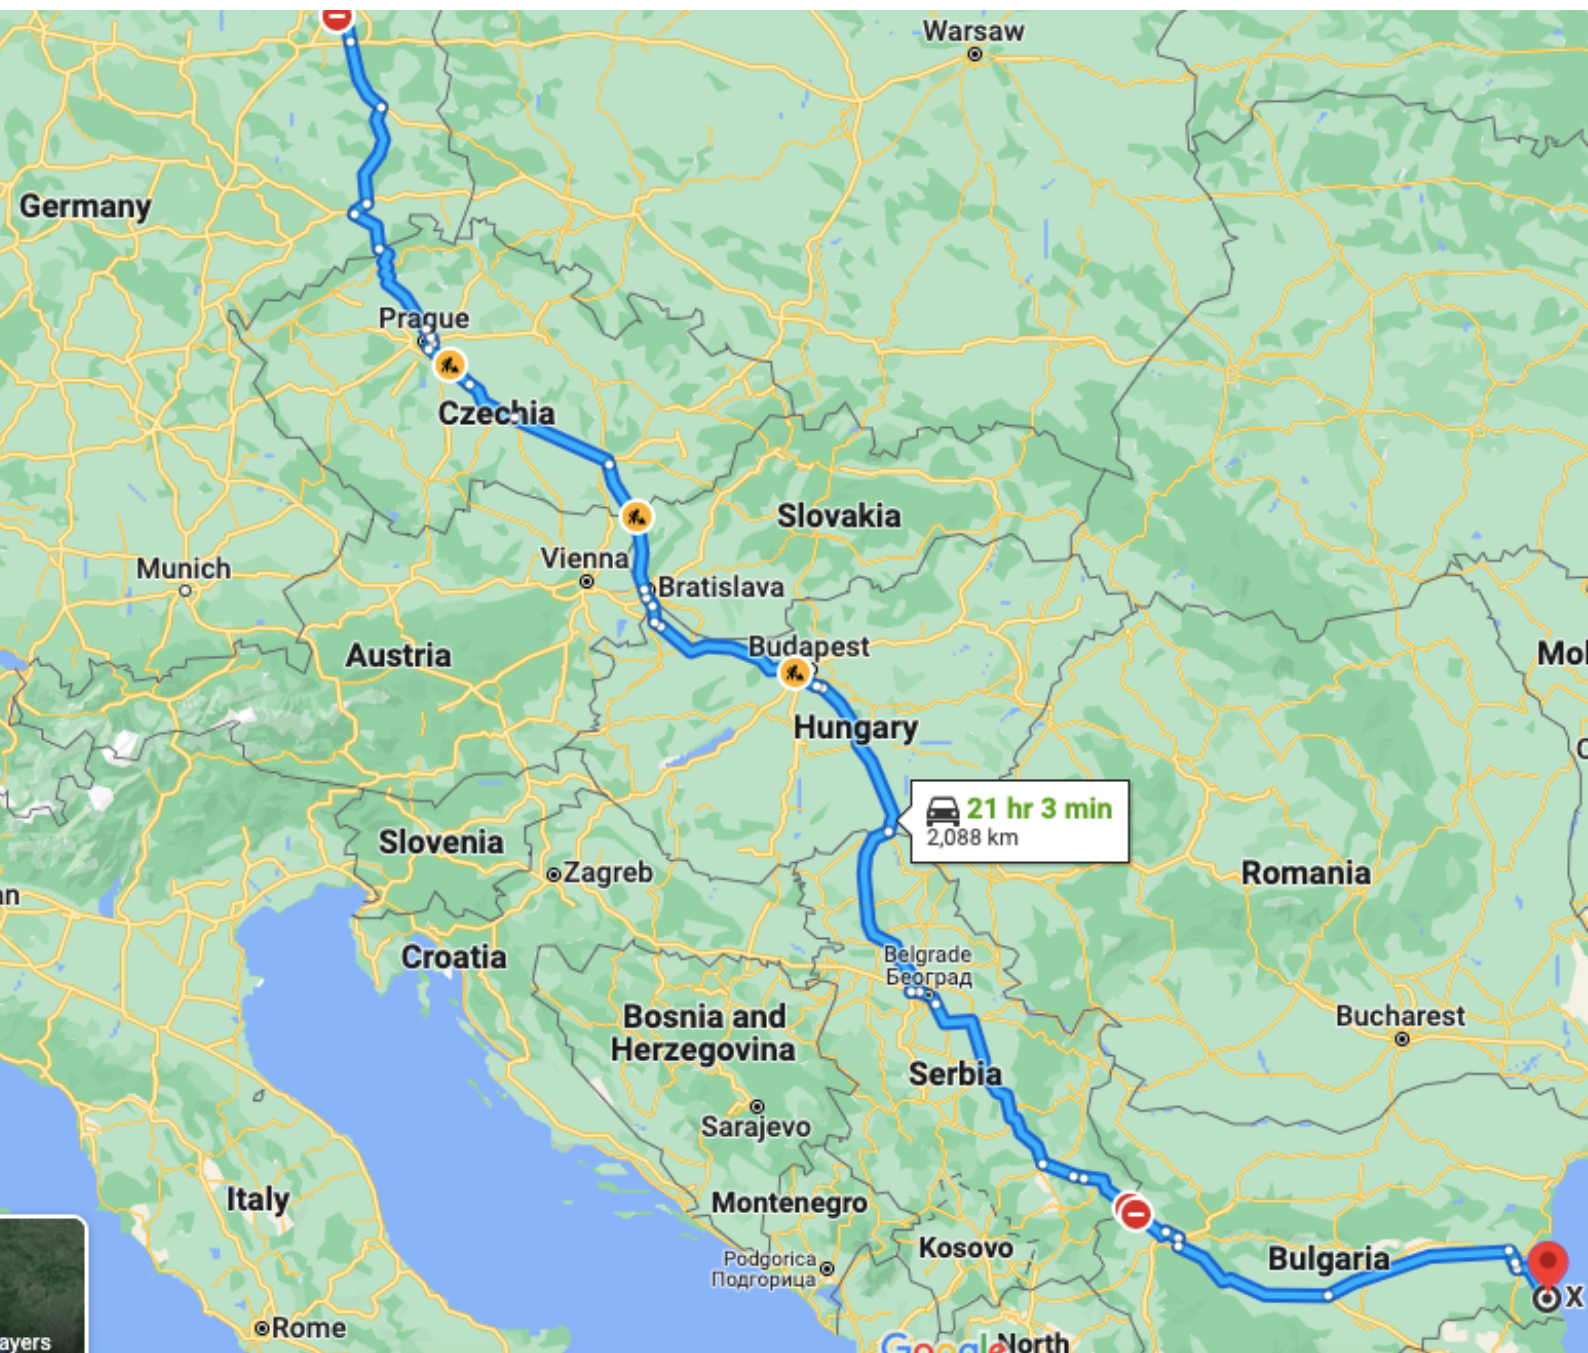 Warsaw
Germany
Prague
Czechia
Slovakia
Vienna
Munich
Bratislava
Budapest
Austria
Mol
Hungary
21 hr 3 min
2,088 km
Slovenia
Zagreb
Romania
an
Croatia
Belgrade
Београд
Bosnia and
Herzegovina
Bucharest
Serbia
Sarajevo
Italy
Montenegro
Kosovo
Podgorica
Подгорица
Bulgaria
X
Rome
ayers
Google
North